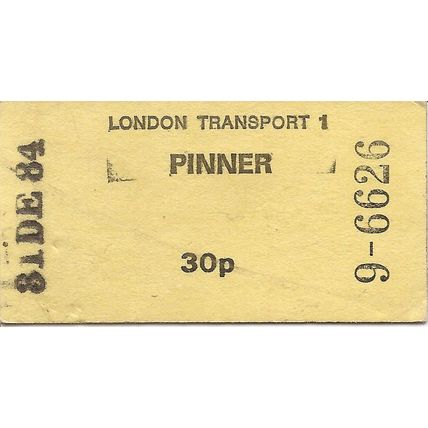 LONDON TRANSPORT 1
PINNER
30p
31 DE 84
9-6626